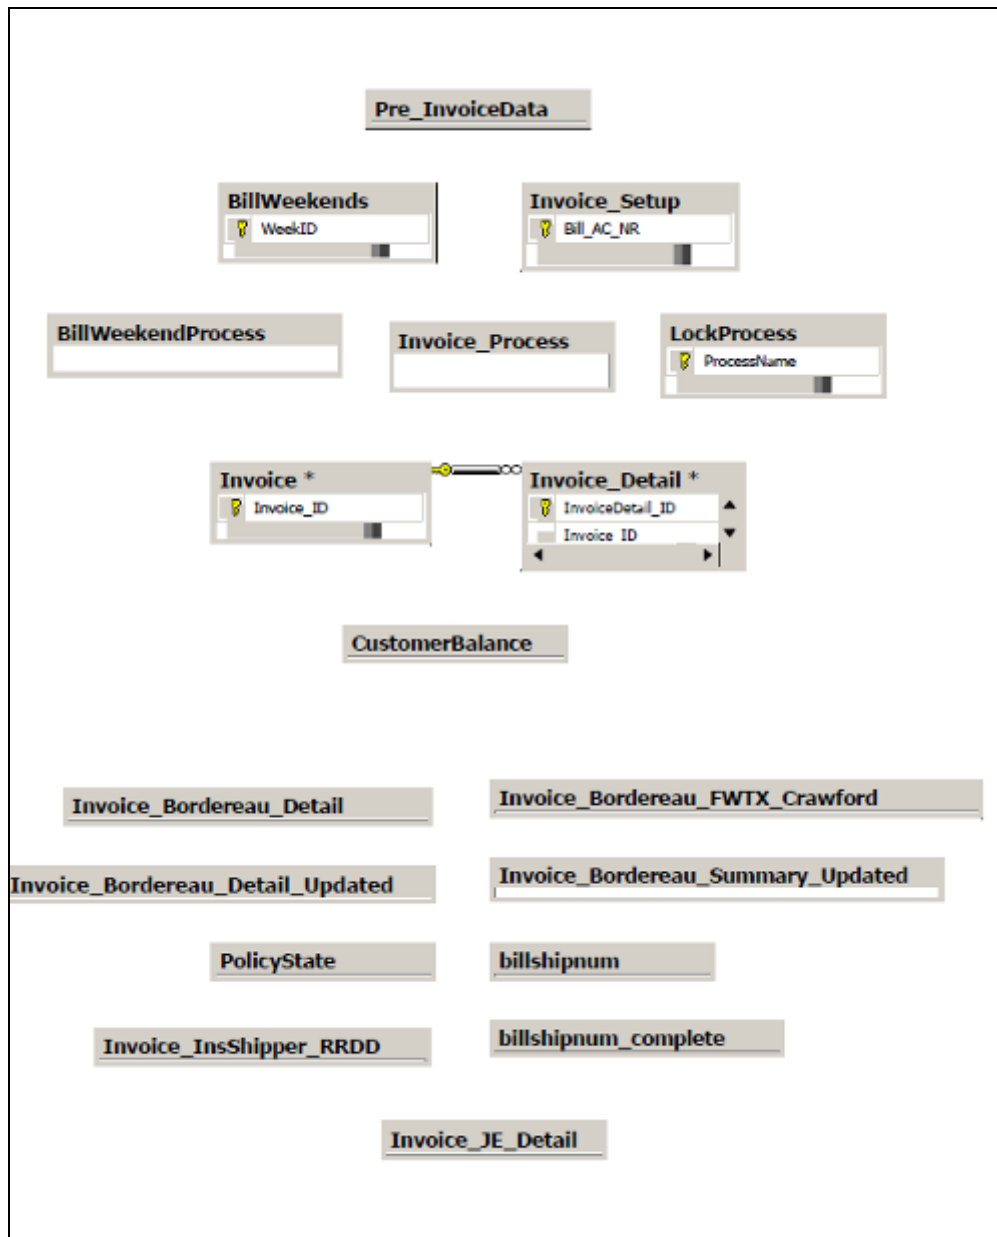 Pre_InvoiceData
BillWeekends
WeekID
Invoice_Setup
Bill_AC_NR
BillWeekendProcess
Invoice_Process
LockProcess
ProcessName
Invoice *
Invoice_ID
Invoice_Detail *
InvoiceDetail_ID
Invoice_ID
CustomerBalance
Invoice_Bordereau_Detail
Invoice_Bordereau_FWTX_Crawford
Invoice_Bordereau_Detail_Updated
Invoice_Bordereau_Summary_Updated
PolicyState
billshipnum
Invoice_InsShipper_RRDD
billshipnum_complete
Invoice_JE_Detail